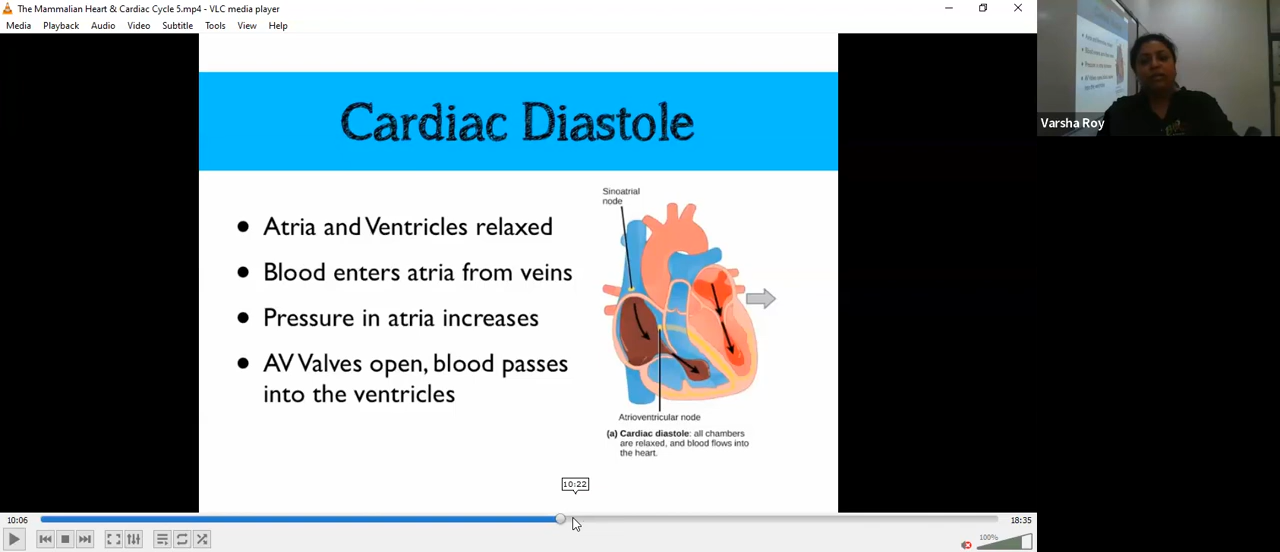 The Mammalian Heart & Cardiac Cycle 5.mp4 - VLC media player
Media Playback Audio Video Subtitle Tools View Help
Cardiac Diastole
• Atria and Ventricles relaxed
• Blood enters atria from veins
• Pressure in atria increases
• AV Valves open, blood passes
into the ventricles
Sinoatrial
node
Atrioventricular node
(a) Cardiac diastole: all chambers
are relaxed, and blood flows into
the heart.
Varsha Roy
10:22
10:06
18:35
100%